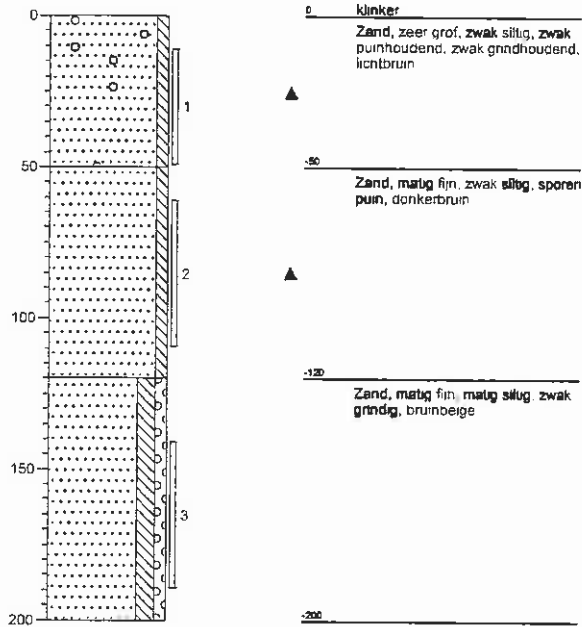 0
50
100
150
200
1
2
3
0
klinker
Zand, zeer grof, zwak siltig, zwak
puinhoudend, zwak grindhoudend,
lichtbruin
-50
Zand, matig fijn, zwak siltig, sporen
puin, donkerbruin
-120
Zand, matig fijn, matig siltig, zwak
grindig, bruinbeige
-200